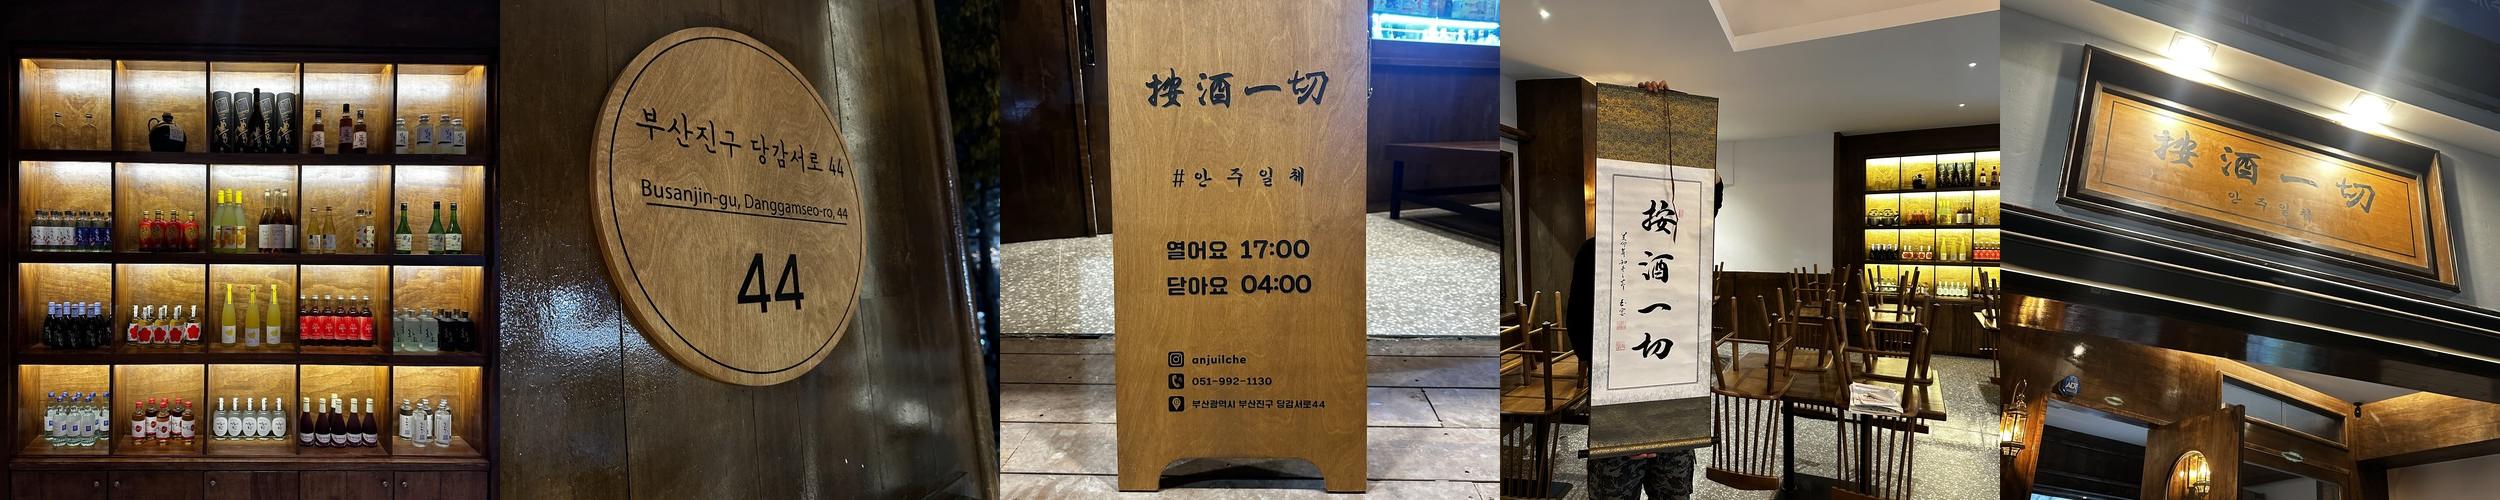 부산진구 당감서로 44
Busanjin-gu, Danggamseo-ro, 44
44
按酒一切
#안주일체
열어요 17:00
닫아요 04:00
anjuilche
051-992-1130
부산광역시 부산진구 당감서로44
按酒一切
按酒一切
안주일체